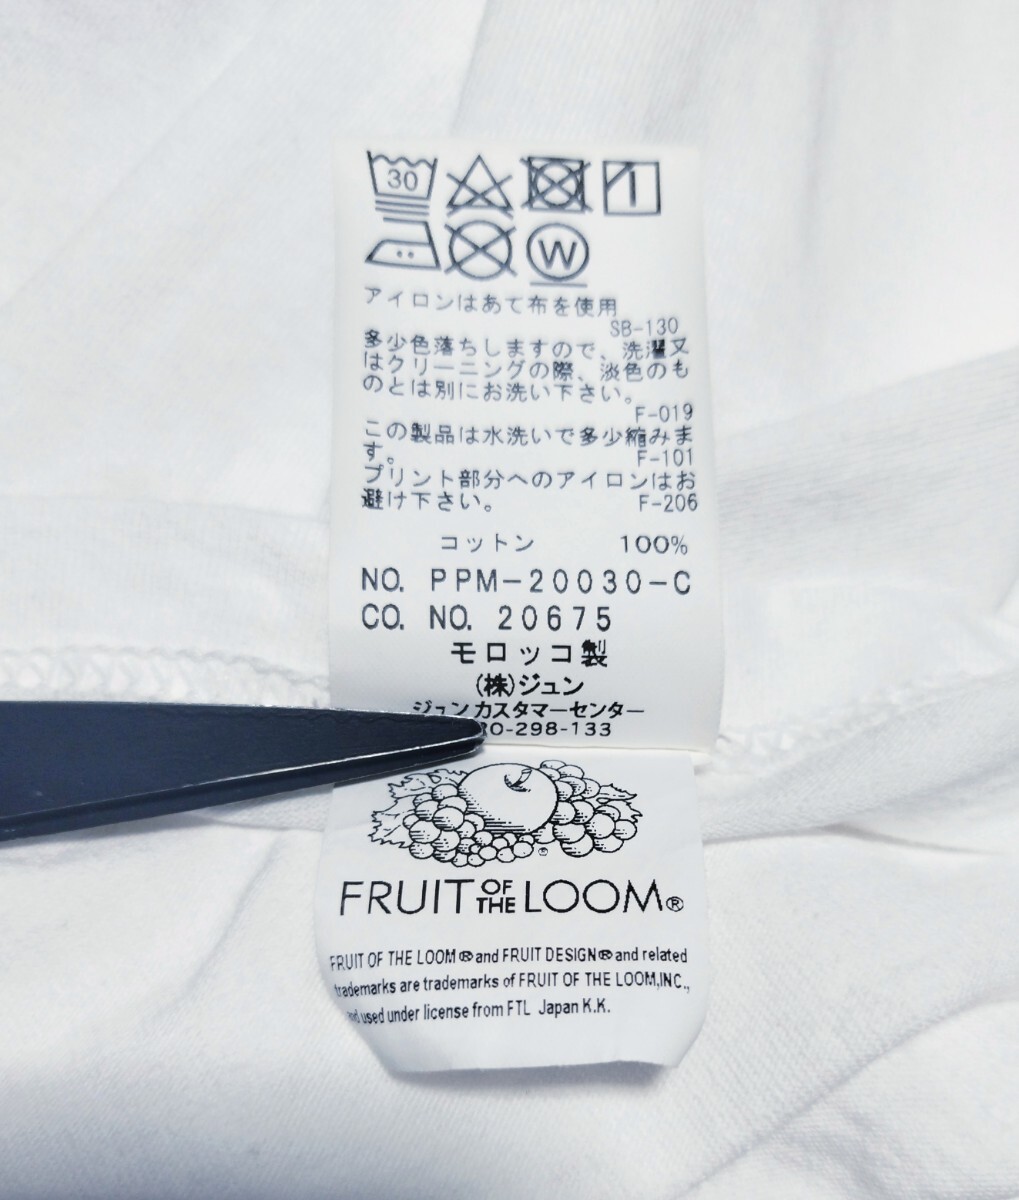 30
W
アイロンはあて布を使用
SB-130
多少色落ちしますので、洗濯又
はクリーニングの際、淡色のも
のとは別にお洗い下さい。
F-019
この製品は水洗いで多少縮みま
す。 F-101
プリント部分へのアイロンはお
避け下さい。 F-206
コットン 100%
NO. PPM-20030-C
CO. NO. 20675
モロッコ製
(株)ジュン
ジュンカスタマーセンター
0-298-133
FRUIT OF THE LOOM®
FRUIT OF THE LOOM® and FRUIT DESIGN® and related
trademarks are trademarks of FRUIT OF THE LOOM,INC.,
and used under license from FTL Japan K.K.